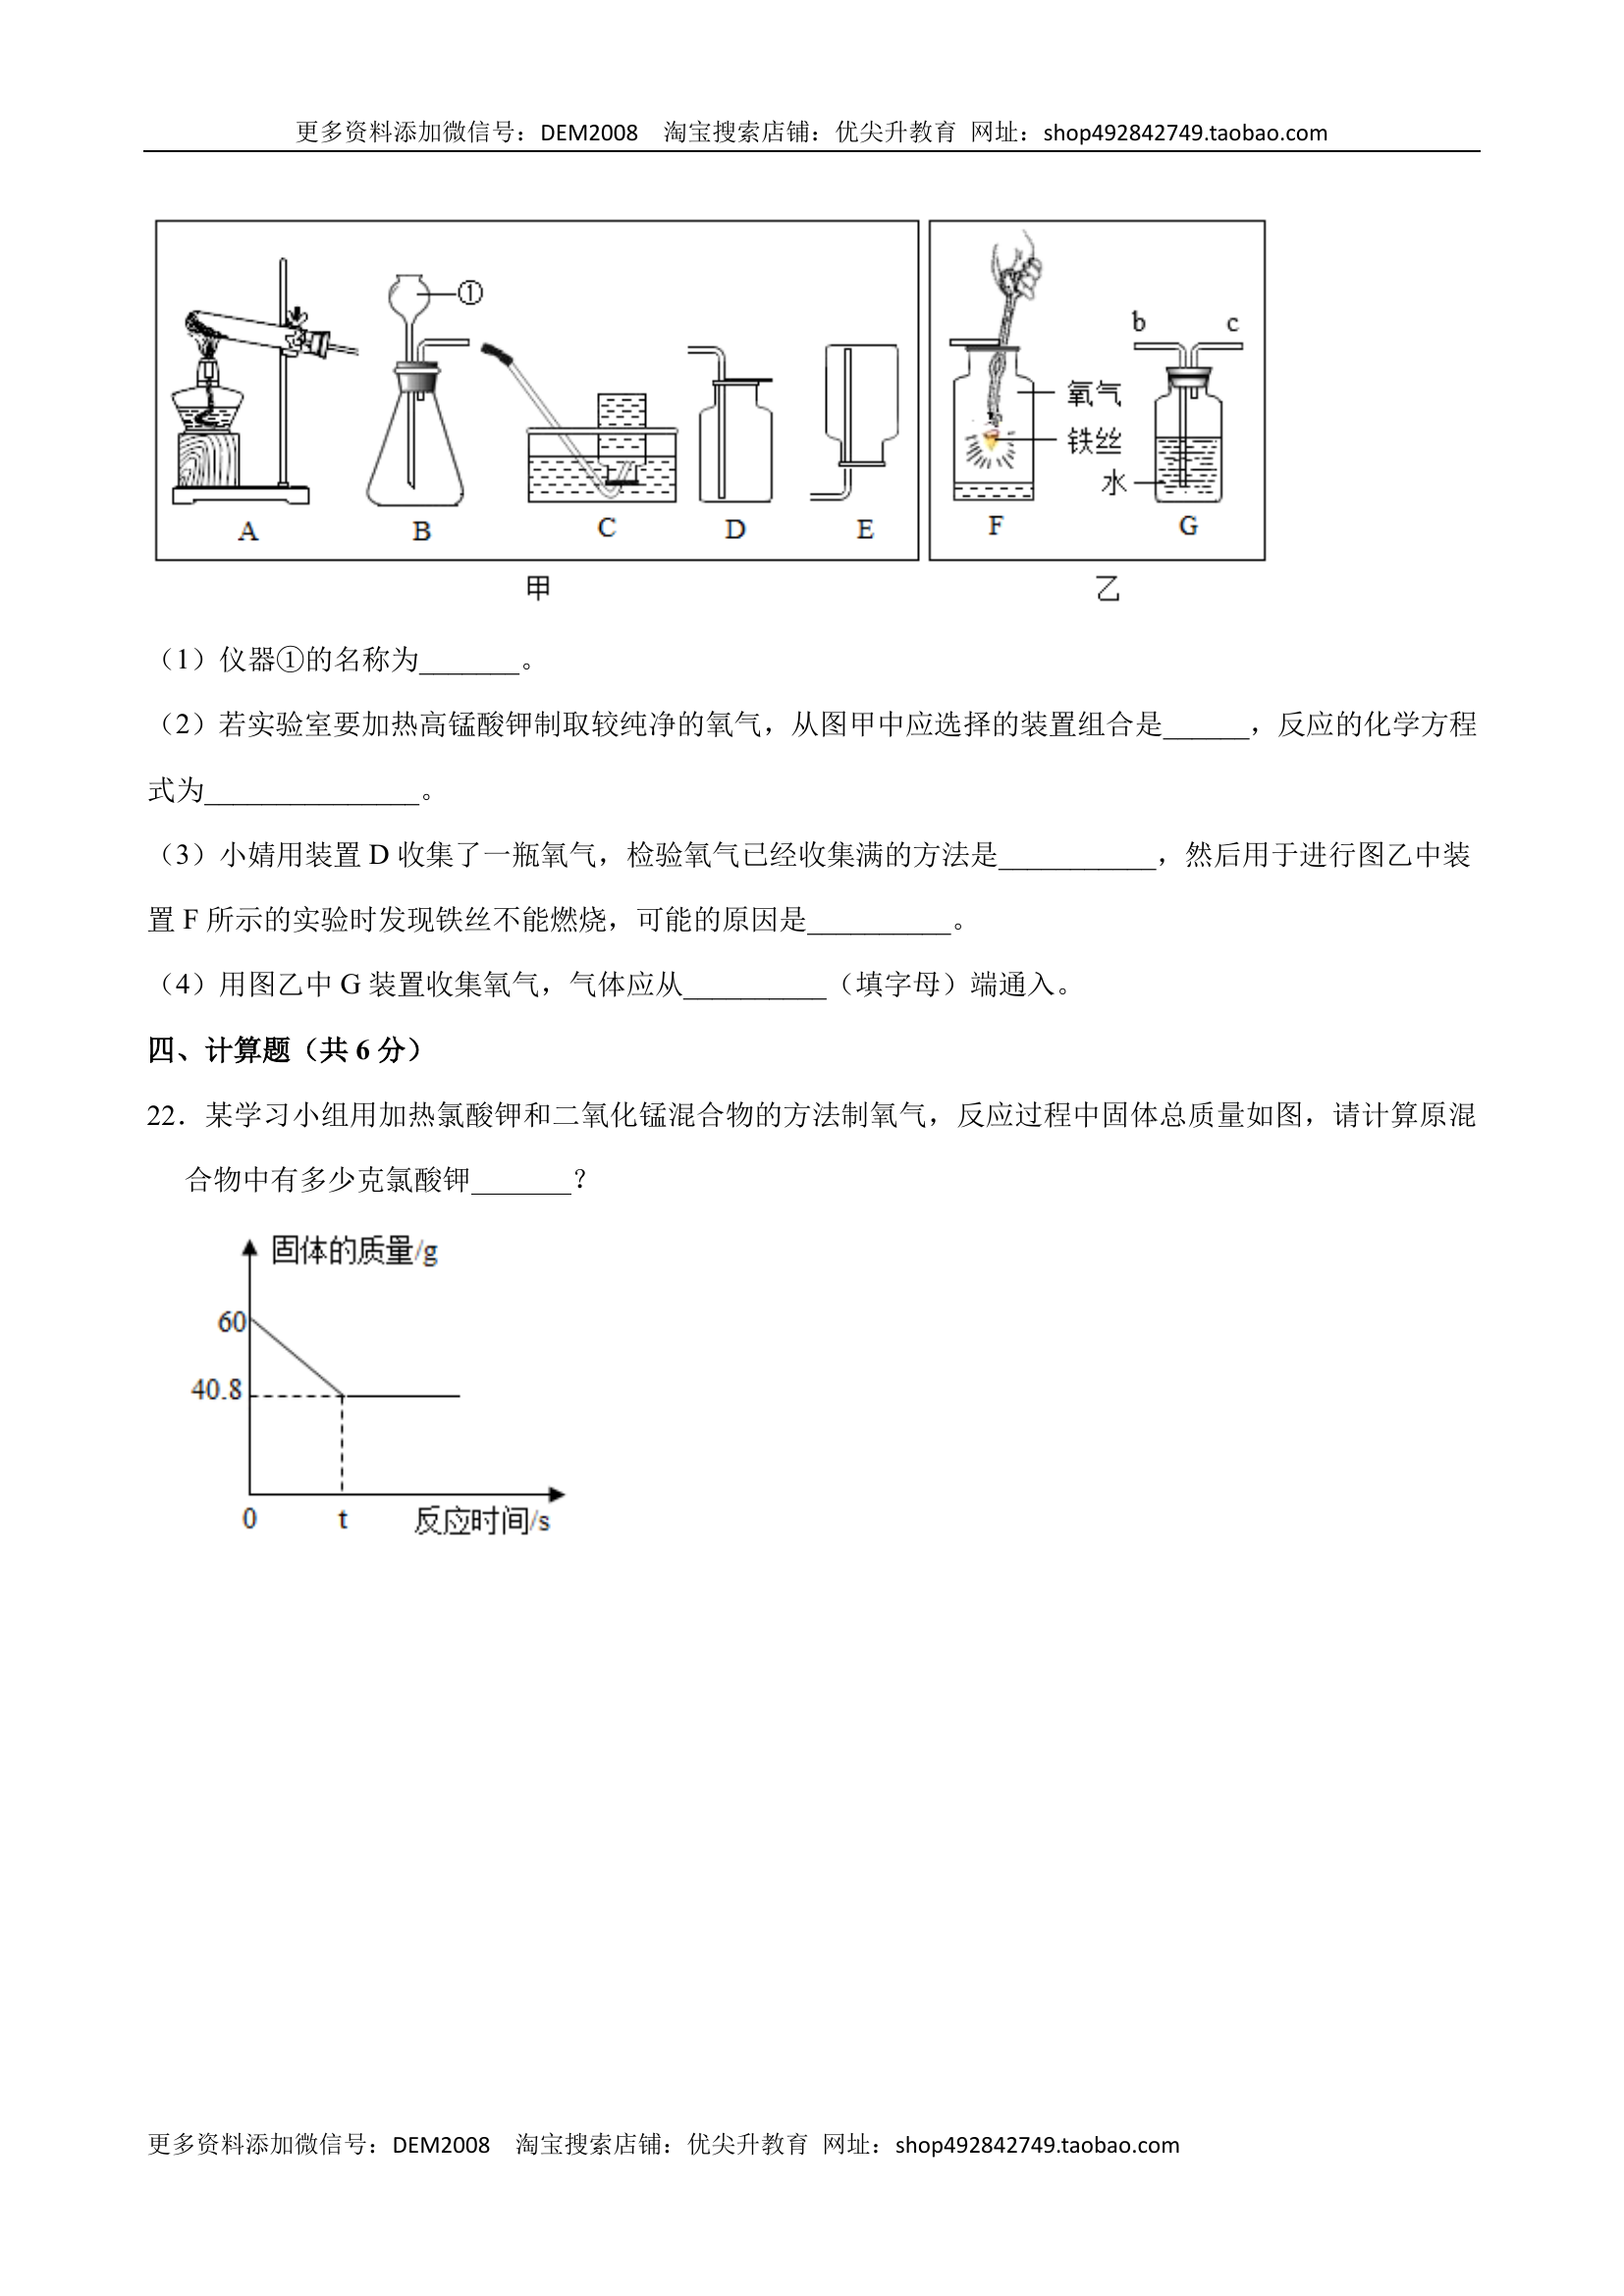 更多资料添加微信号：DEM2008    淘宝搜索店铺：优尖升教育  网址：shop492842749.taobao.com
①
b
c
氧气
铁丝
水
A
B
C
D
E
F
G
甲
乙
（1）仪器①的名称为_______。
（2）若实验室要加热高锰酸钾制取较纯净的氧气，从图甲中应选择的装置组合是______，反应的化学方程
式为_______________。
（3）小婧用装置 D 收集了一瓶氧气，检验氧气已经收集满的方法是___________，然后用于进行图乙中装
置 F 所示的实验时发现铁丝不能燃烧，可能的原因是__________。
（4）用图乙中 G 装置收集氧气，气体应从__________（填字母）端通入。
四、计算题（共 6 分）
22．某学习小组用加热氯酸钾和二氧化锰混合物的方法制氧气，反应过程中固体总质量如图，请计算原混
合物中有多少克氯酸钾_______？
固体的质量/g
60
40.8
0
t
反应时间/s
更多资料添加微信号：DEM2008    淘宝搜索店铺：优尖升教育  网址：shop492842749.taobao.com